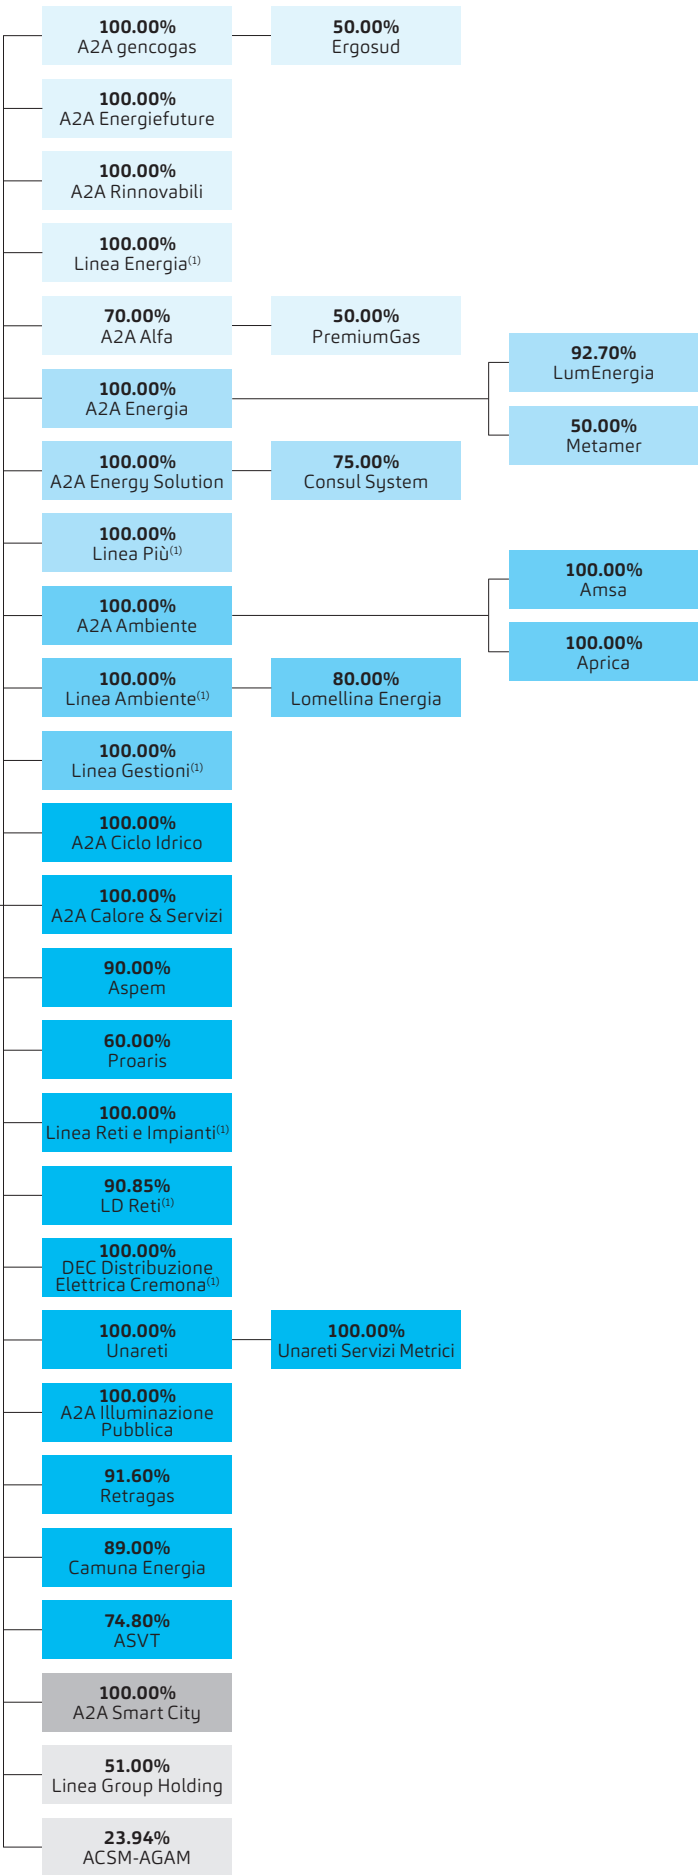 100.00%
A2A gencogas
50.00%
Ergosud
100.00%
A2A Energiefuture
100.00%
A2A Rinnovabili
100.00%
Linea Energia(1)
70.00%
A2A Alfa
50.00%
PremiumGas
92.70%
LumEnergia
100.00%
A2A Energia
50.00%
Metamer
100.00%
A2A Energy Solution
75.00%
Consul System
100.00%
Linea Più(1)
100.00%
Amsa
100.00%
A2A Ambiente
100.00%
Aprica
100.00%
Linea Ambiente(1)
80.00%
Lomellina Energia
100.00%
Linea Gestioni(1)
100.00%
A2A Ciclo Idrico
100.00%
A2A Calore & Servizi
90.00%
Aspem
60.00%
Proaris
100.00%
Linea Reti e Impianti(1)
90.85%
LD Reti(1)
100.00%
DEC Distribuzione
Elettrica Cremona(1)
100.00%
Unareti
100.00%
Unareti Servizi Metrici
100.00%
A2A Illuminazione
Pubblica
91.60%
Retragas
89.00%
Camuna Energia
74.80%
ASVT
100.00%
A2A Smart City
51.00%
Linea Group Holding
23.94%
ACSM-AGAM